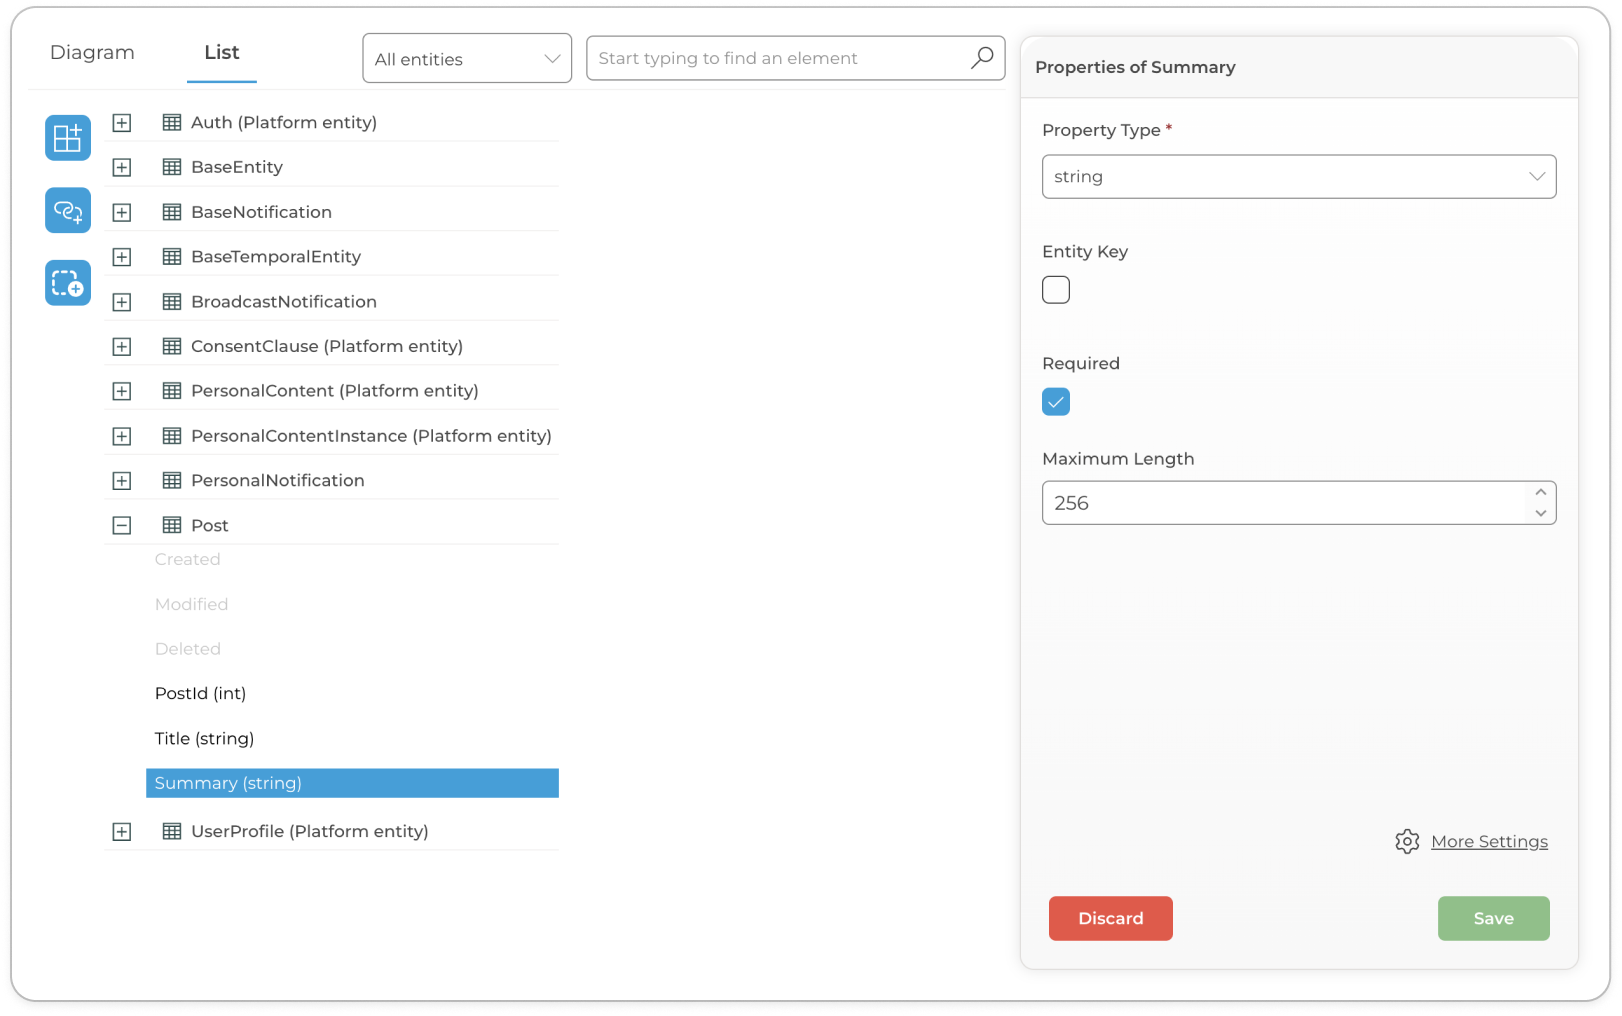 Diagram
List
All entities
Start typing to find an element
Auth (Platform entity)
BaseEntity
BaseNotification
BaseTemporalEntity
BroadcastNotification
ConsentClause (Platform entity)
PersonalContent (Platform entity)
PersonalContentInstance (Platform entity)
PersonalNotification
Post
Created
Modified
Deleted
PostId (int)
Title (string)
Summary (string)
UserProfile (Platform entity)
Properties of Summary
Property Type *
string
Entity Key
Required
Maximum Length
256
More Settings
Discard
Save